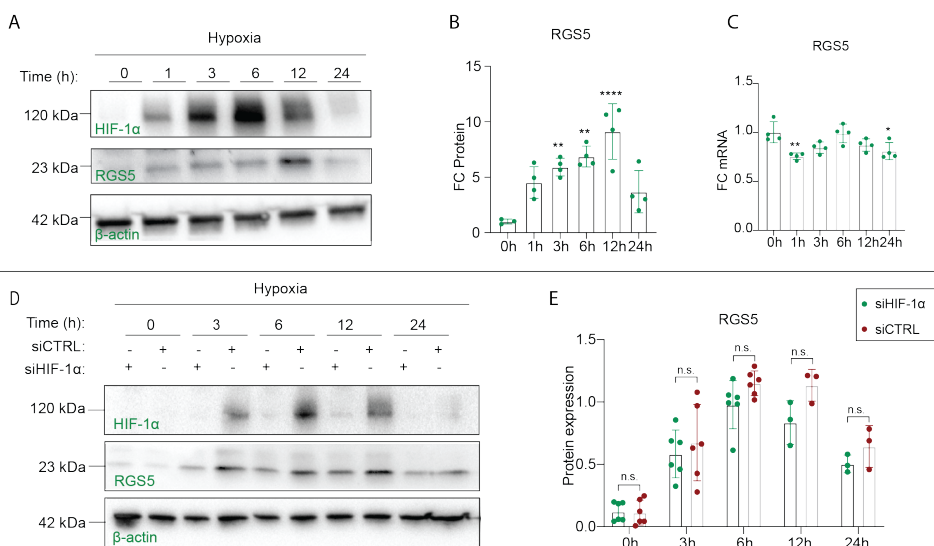 A
Hypoxia
Time (h): 0 1 3 6 12 24
120 kDa
HIF-1α
23 kDa
RGS5
42 kDa
β-actin
B
RGS5
FC Protein
15
10
5
0
** ** ****
0h 1h 3h 6h 12h 24h
C
RGS5
FC mRNA
1.5
1.0
0.5
0.0
** *
0h 1h 3h 6h 12h 24h
D
Hypoxia
Time (h): 0 3 6 12 24
siCTRL: - + - + - + - + - +
siHIF-1α: + - + - + - + - + -
120 kDa
HIF-1α
23 kDa
RGS5
42 kDa
β-actin
E
siHIF-1α
siCTRL
RGS5
Protein expression
1.5
1.0
0.5
0.0
n.s. n.s. n.s. n.s. n.s.
0h 3h 6h 12h 24h